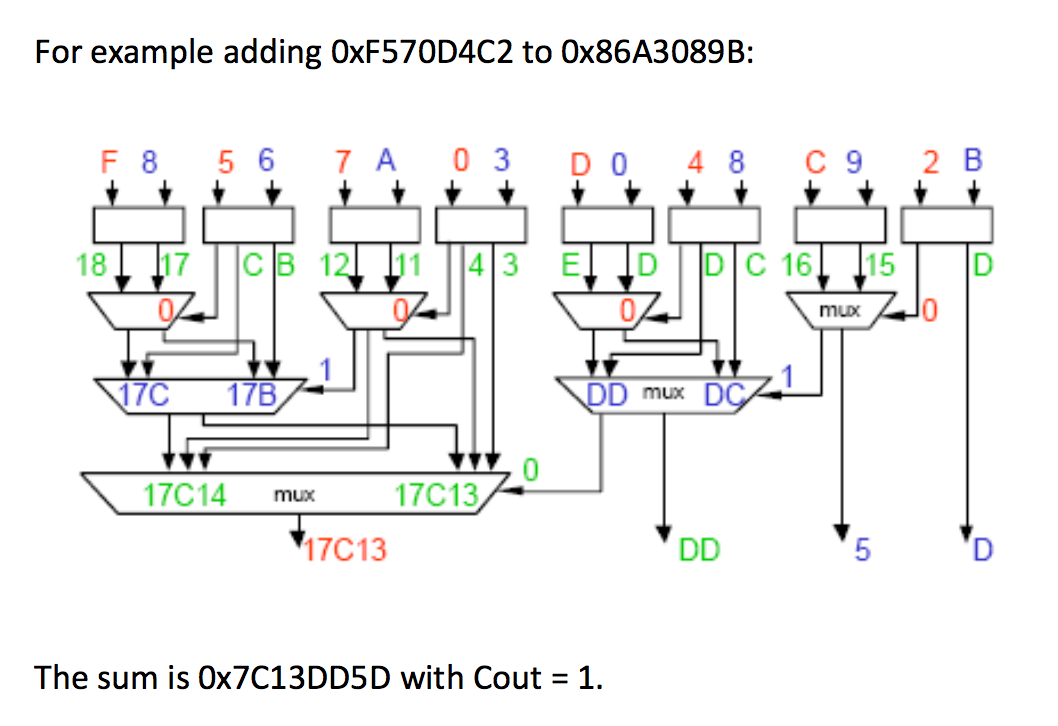 For example adding 0xF570D4C2 to 0x86A3089B:
F 8 5 6 7 A 0 3 D 0 4 8 C 9 2 B
18 17 C B 12 11 4 3 E D D C 16 15 D
0 0 0 mux 0
1 1
17C 17B DD mux DC
0
17C14 mux 17C13
17C13 DD 5 D
The sum is 0x7C13DD5D with Cout = 1.